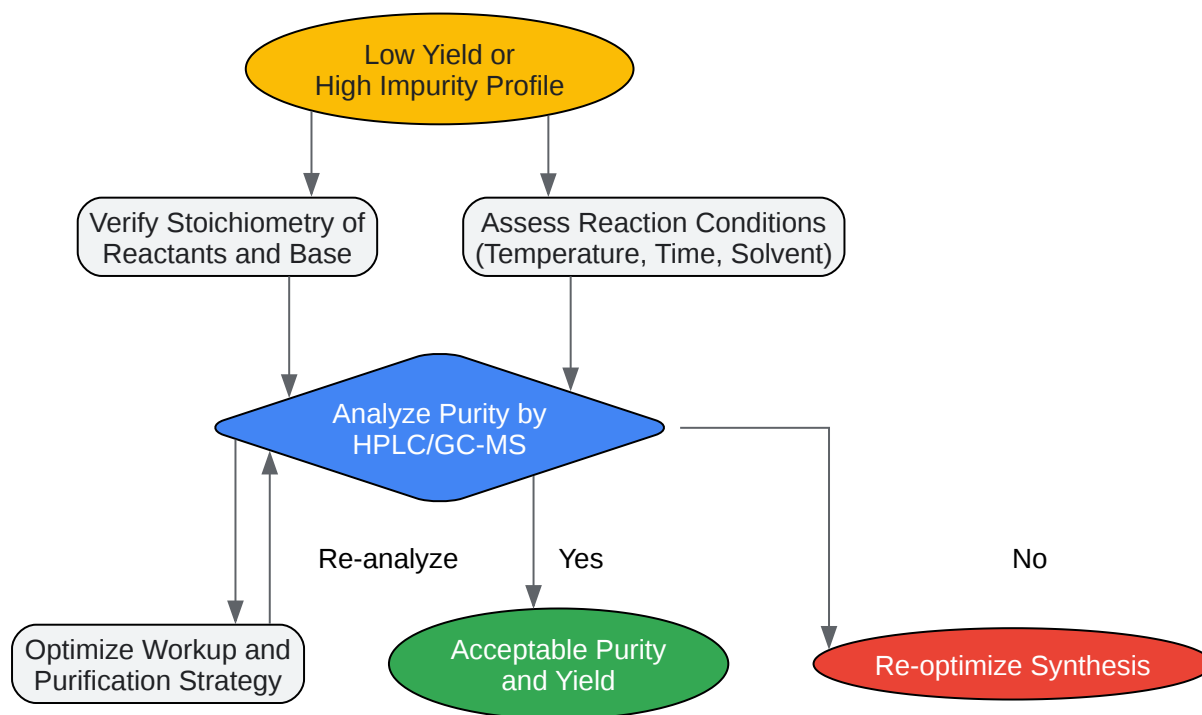 Low Yield or
High Impurity Profile
Verify Stoichiometry of
Reactants and Base
Assess Reaction Conditions
(Temperature, Time, Solvent)
Analyze Purity by
HPLC/GC-MS
Re-analyze
Yes
No
Optimize Workup and
Purification Strategy
Acceptable Purity
and Yield
Re-optimize Synthesis